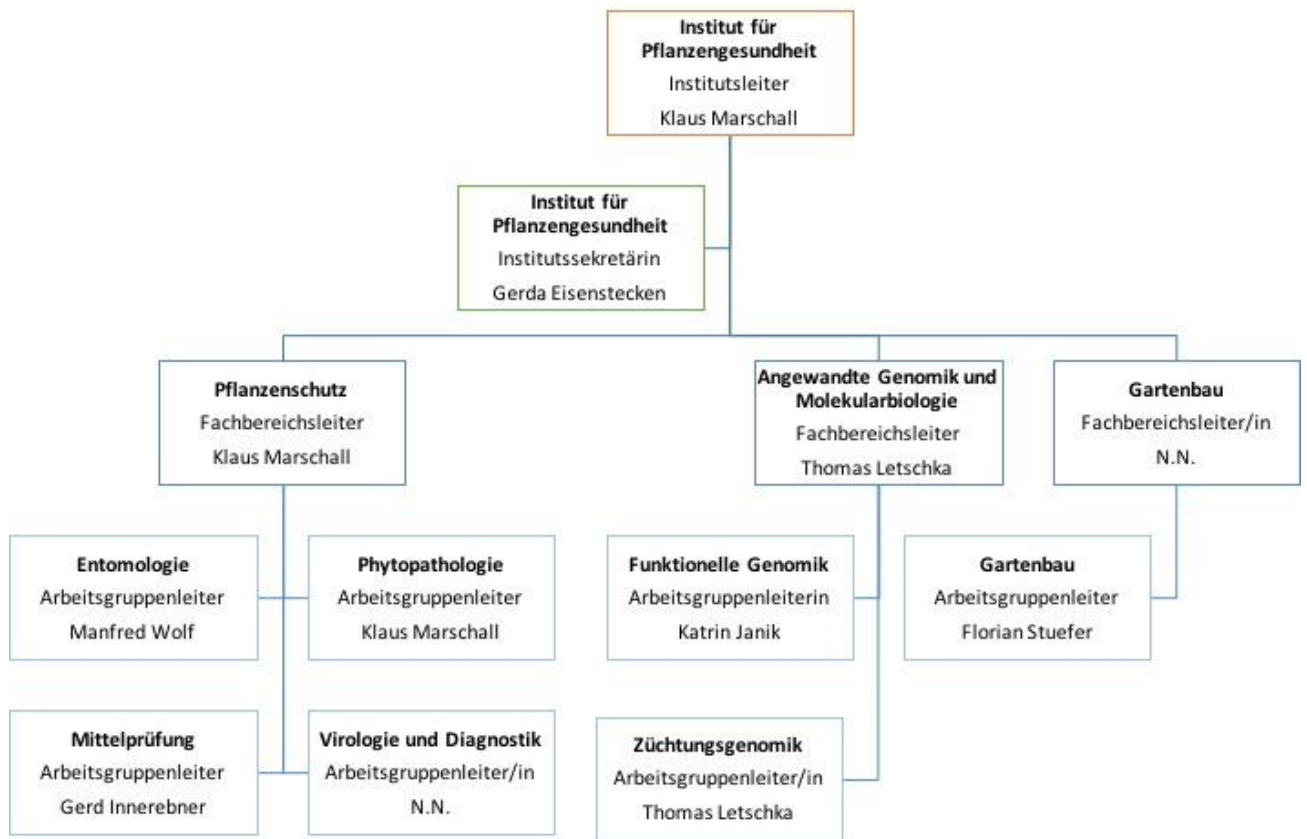 Institut für
Pflanzengesundheit
Institutsleiter
Klaus Marschall
Institut für
Pflanzengesundheit
Institutssekretärin
Gerda Eisenstecken
Pflanzenschutz
Fachbereichsleiter
Klaus Marschall
Angewandte Genomik und
Molekularbiologie
Fachbereichsleiter
Thomas Letschka
Gartenbau
Fachbereichsleiter/in
N.N.
Entomologie
Arbeitsgruppenleiter
Manfred Wolf
Phytopathologie
Arbeitsgruppenleiter
Klaus Marschall
Funktionelle Genomik
Arbeitsgruppenleiterin
Katrin Janik
Gartenbau
Arbeitsgruppenleiter
Florian Stuefer
Mittelprüfung
Arbeitsgruppenleiter
Gerd Innerebner
Virologie und Diagnostik
Arbeitsgruppenleiter/in
N.N.
Züchtungsgenomik
Arbeitsgruppenleiter/in
Thomas Letschka